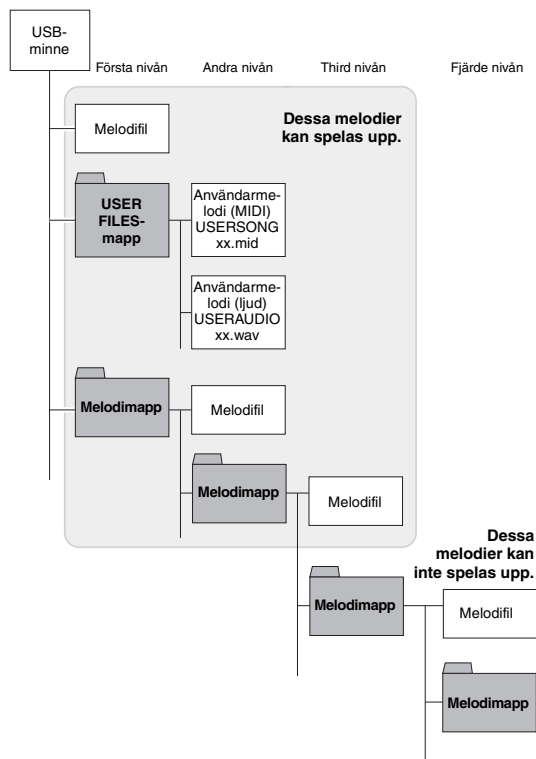 USB-
minne
Första nivån
Andra nivån
Third nivån
Fjärde nivån
Melodifil
Dessa melodier
kan spelas upp.
USER
FILES-
mapp
Användarme-
lodi (MIDI)
USERSONG
xx.mid
Användarme-
lodi (ljud)
USERAUDIO
xx.wav
Melodimapp
Melodifil
Melodimapp
Melodifil
Dessa
melodier kan
inte spelas upp.
Melodimapp
Melodifil
Melodimapp